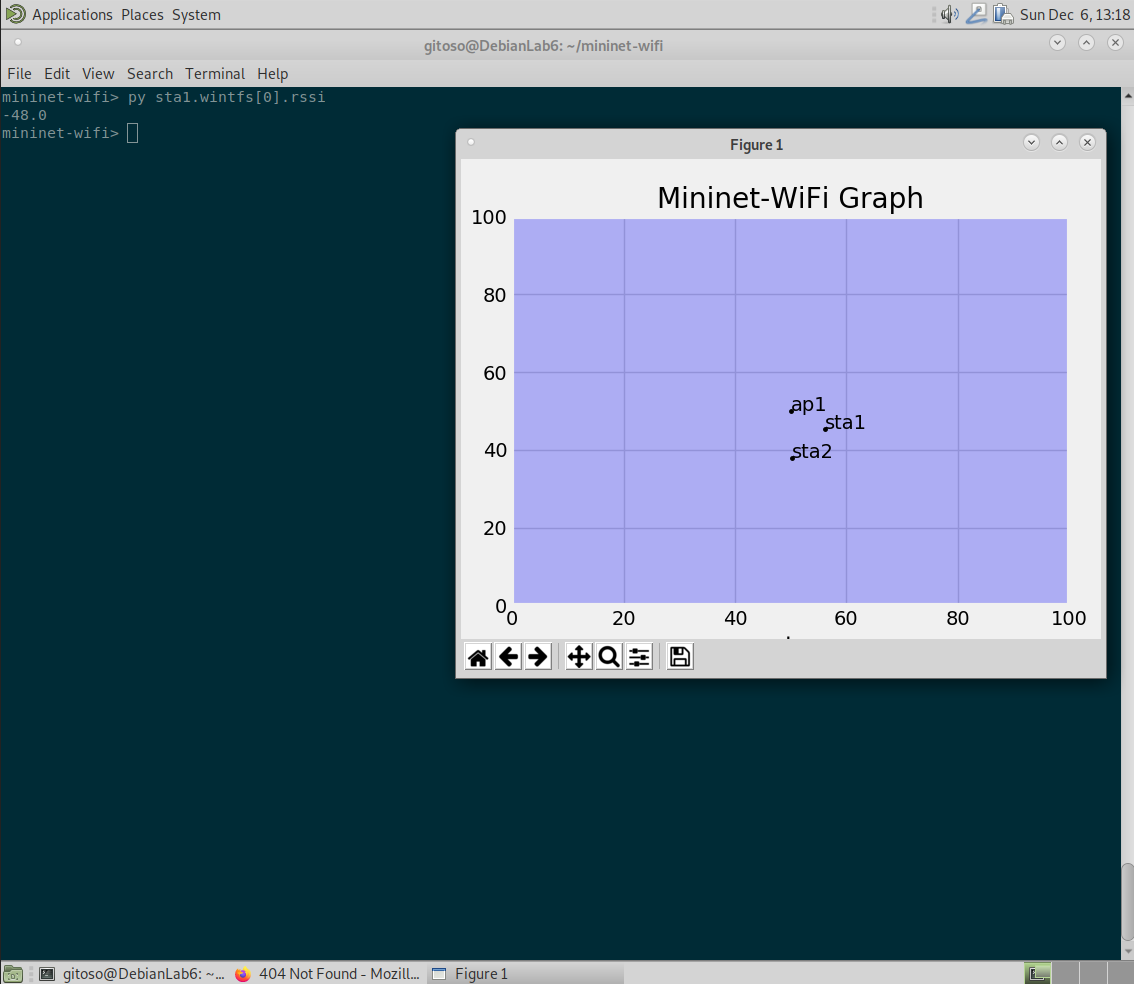 Applications Places System
Sun Dec 6, 13:18
gitoso@DebianLab6: ~/mininet-wifi
File Edit View Search Terminal Help
mininet-wifi> py sta1.wintfs[0].rssi
-48.0
mininet-wifi>
Figure 1
Mininet-WiFi Graph
100
80
60
40
20
0
ap1
sta1
sta2
0 20 40 60 80 100
gitoso@DebianLab6: ~...
404 Not Found - Mozill...
Figure 1